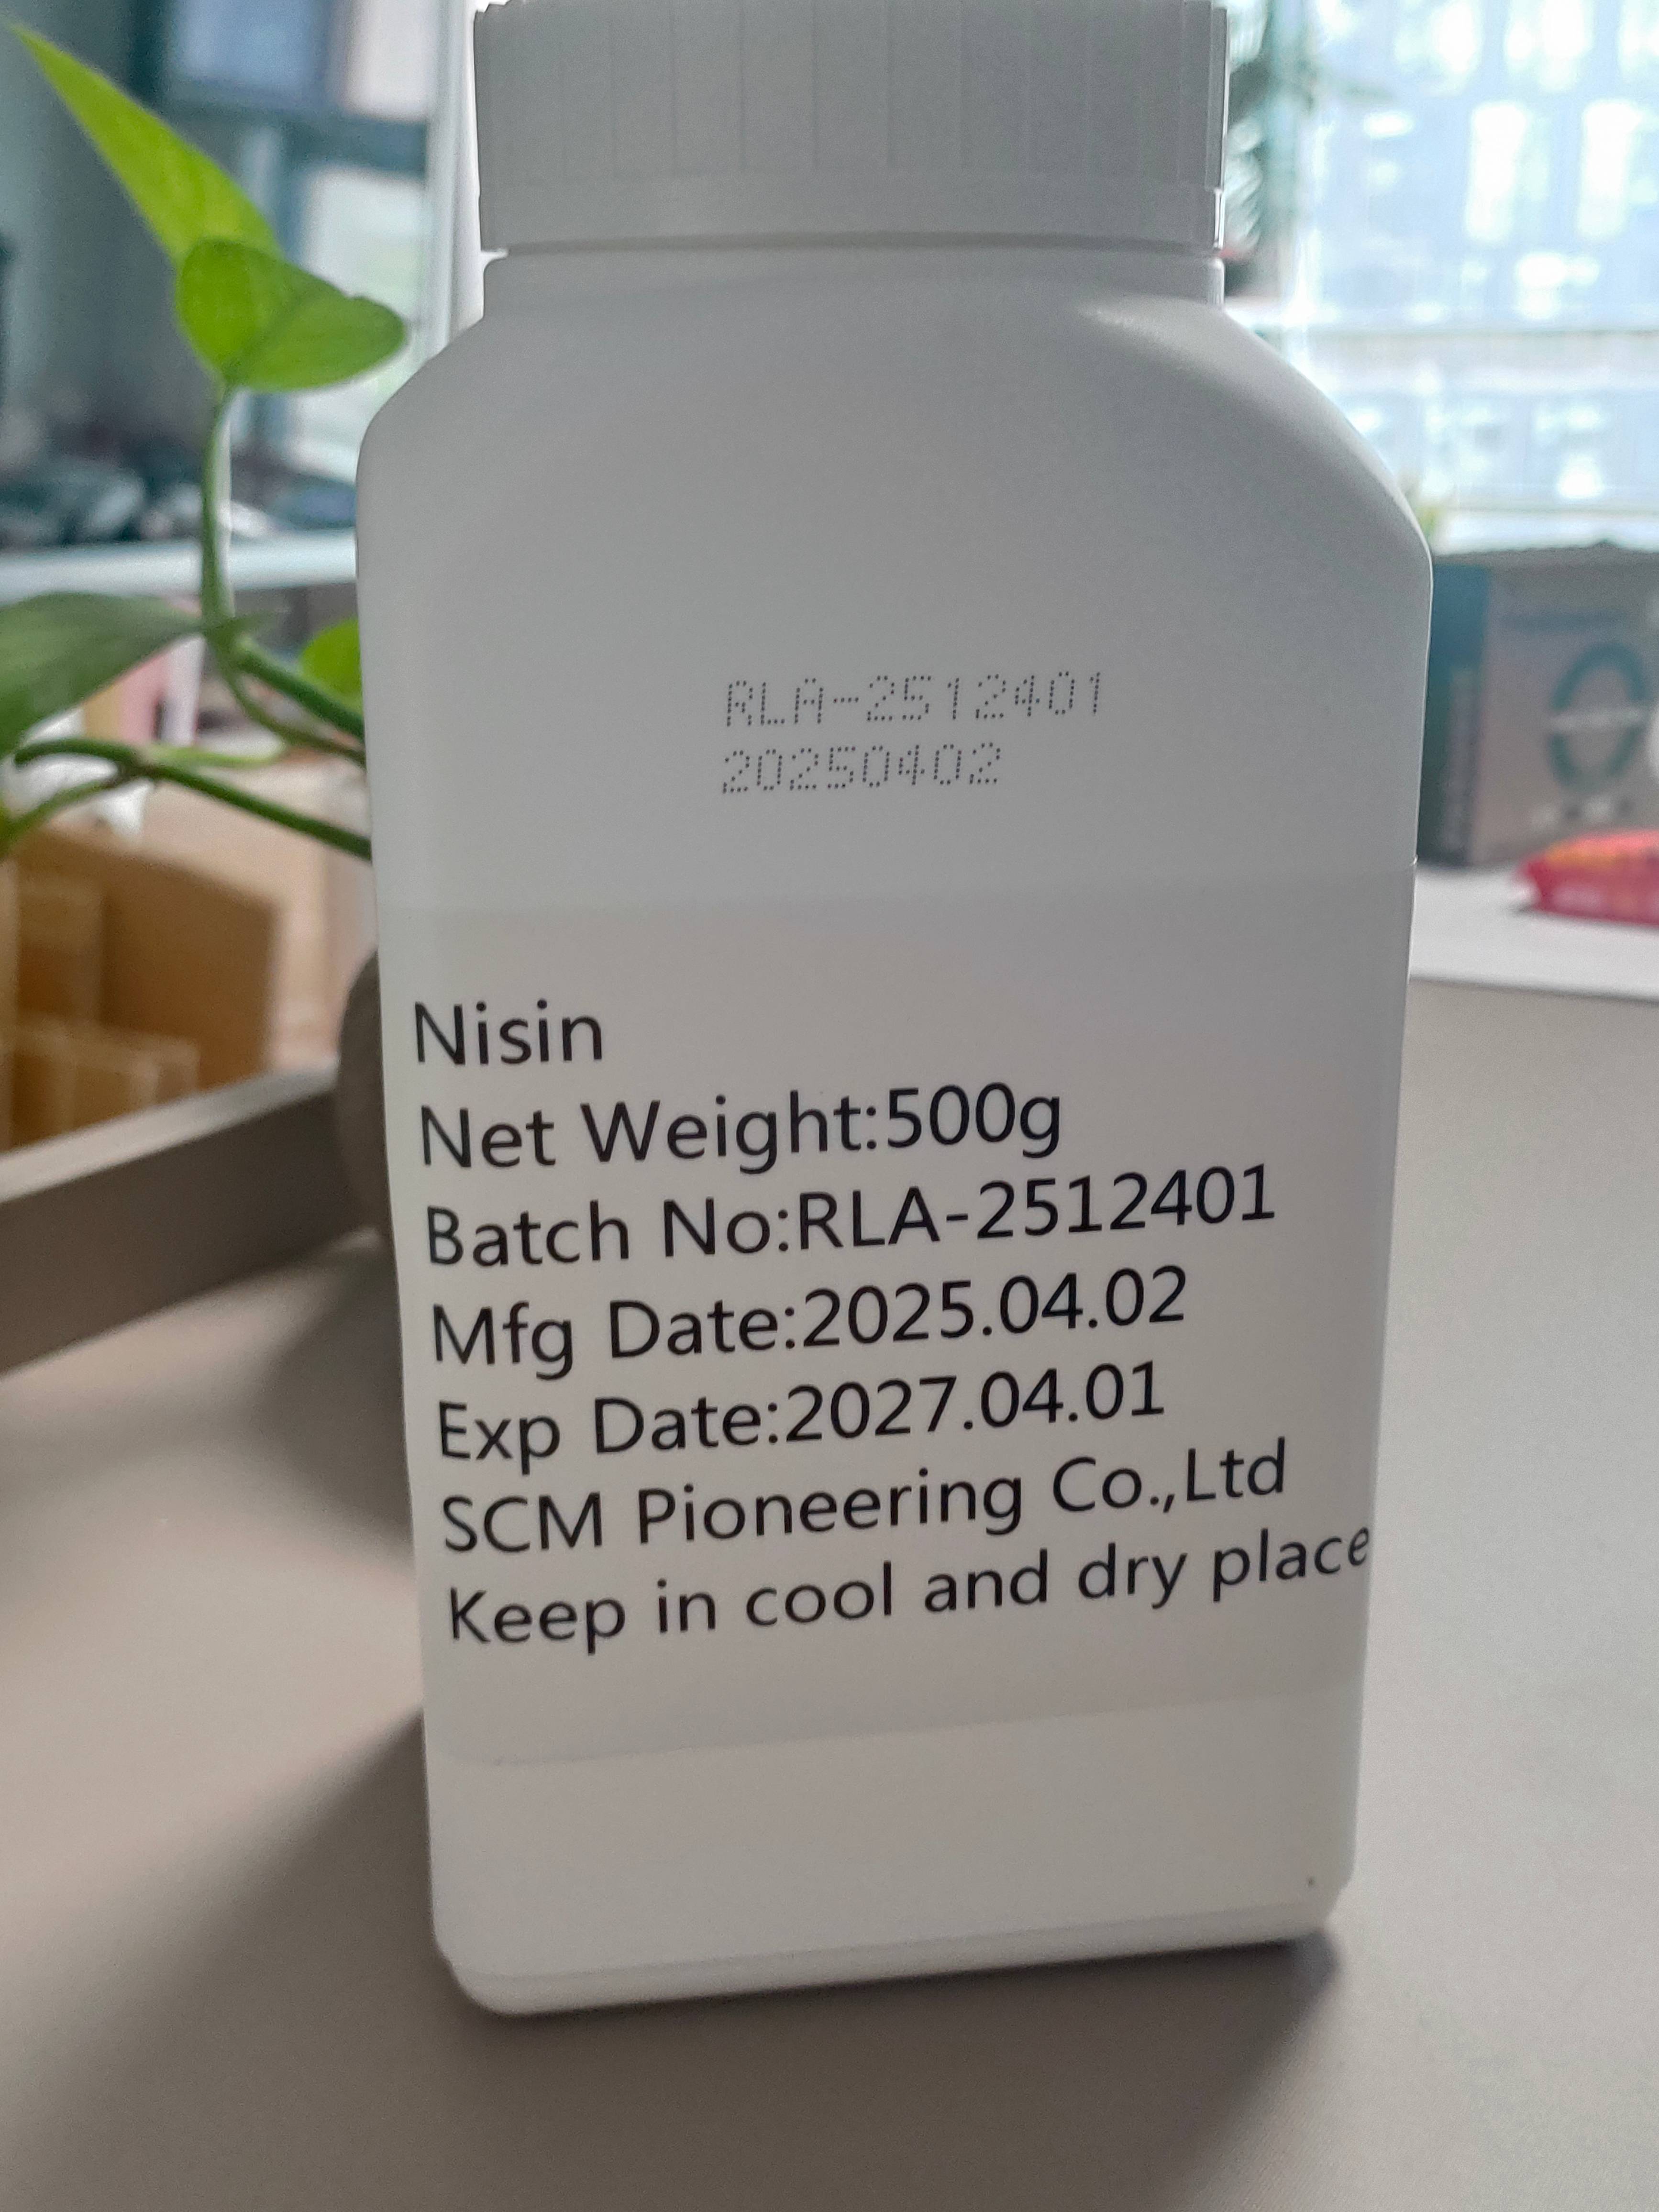 RLA-2512401
20250402
Nisin
Net Weight:500g
Batch No:RLA-2512401
Mfg Date:2025.04.02
Exp Date:2027.04.01
SCM Pioneering Co.,Ltd
Keep in cool and dry place